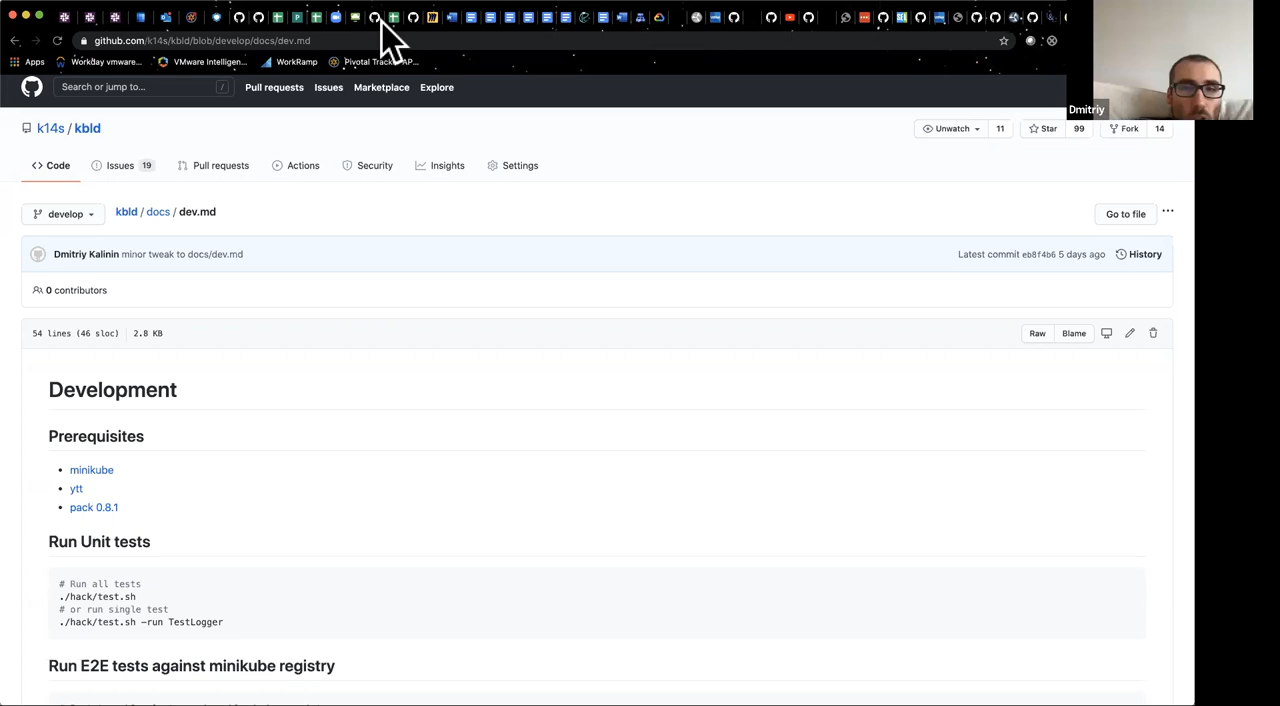 github.com/k14s/kbld/blob/develop/docs/dev.md
Apps
Workday vmware...
VMware Intelligen...
WorkRamp
Pivotal Track
Dmitriy
Search or jump to...
/
Pull requests
Issues
Marketplace
Explore
k14s / kbld
Unwatch
11
Star
99
Fork
14
Code
Issues 19
Pull requests
Actions
Security
Insights
Settings
develop
kbld / docs / dev.md
Go to file
Dmitriy Kalinin minor tweak to docs/dev.md
Latest commit eb8f4b6 5 days ago
History
0 contributors
54 lines (46 sloc)
2.8 KB
Raw
Blame
Development
Prerequisites
minikube
ytt
pack 0.8.1
Run Unit tests
# Run all tests
./hack/test.sh
# or run single test
./hack/test.sh -run TestLogger
Run E2E tests against minikube registry